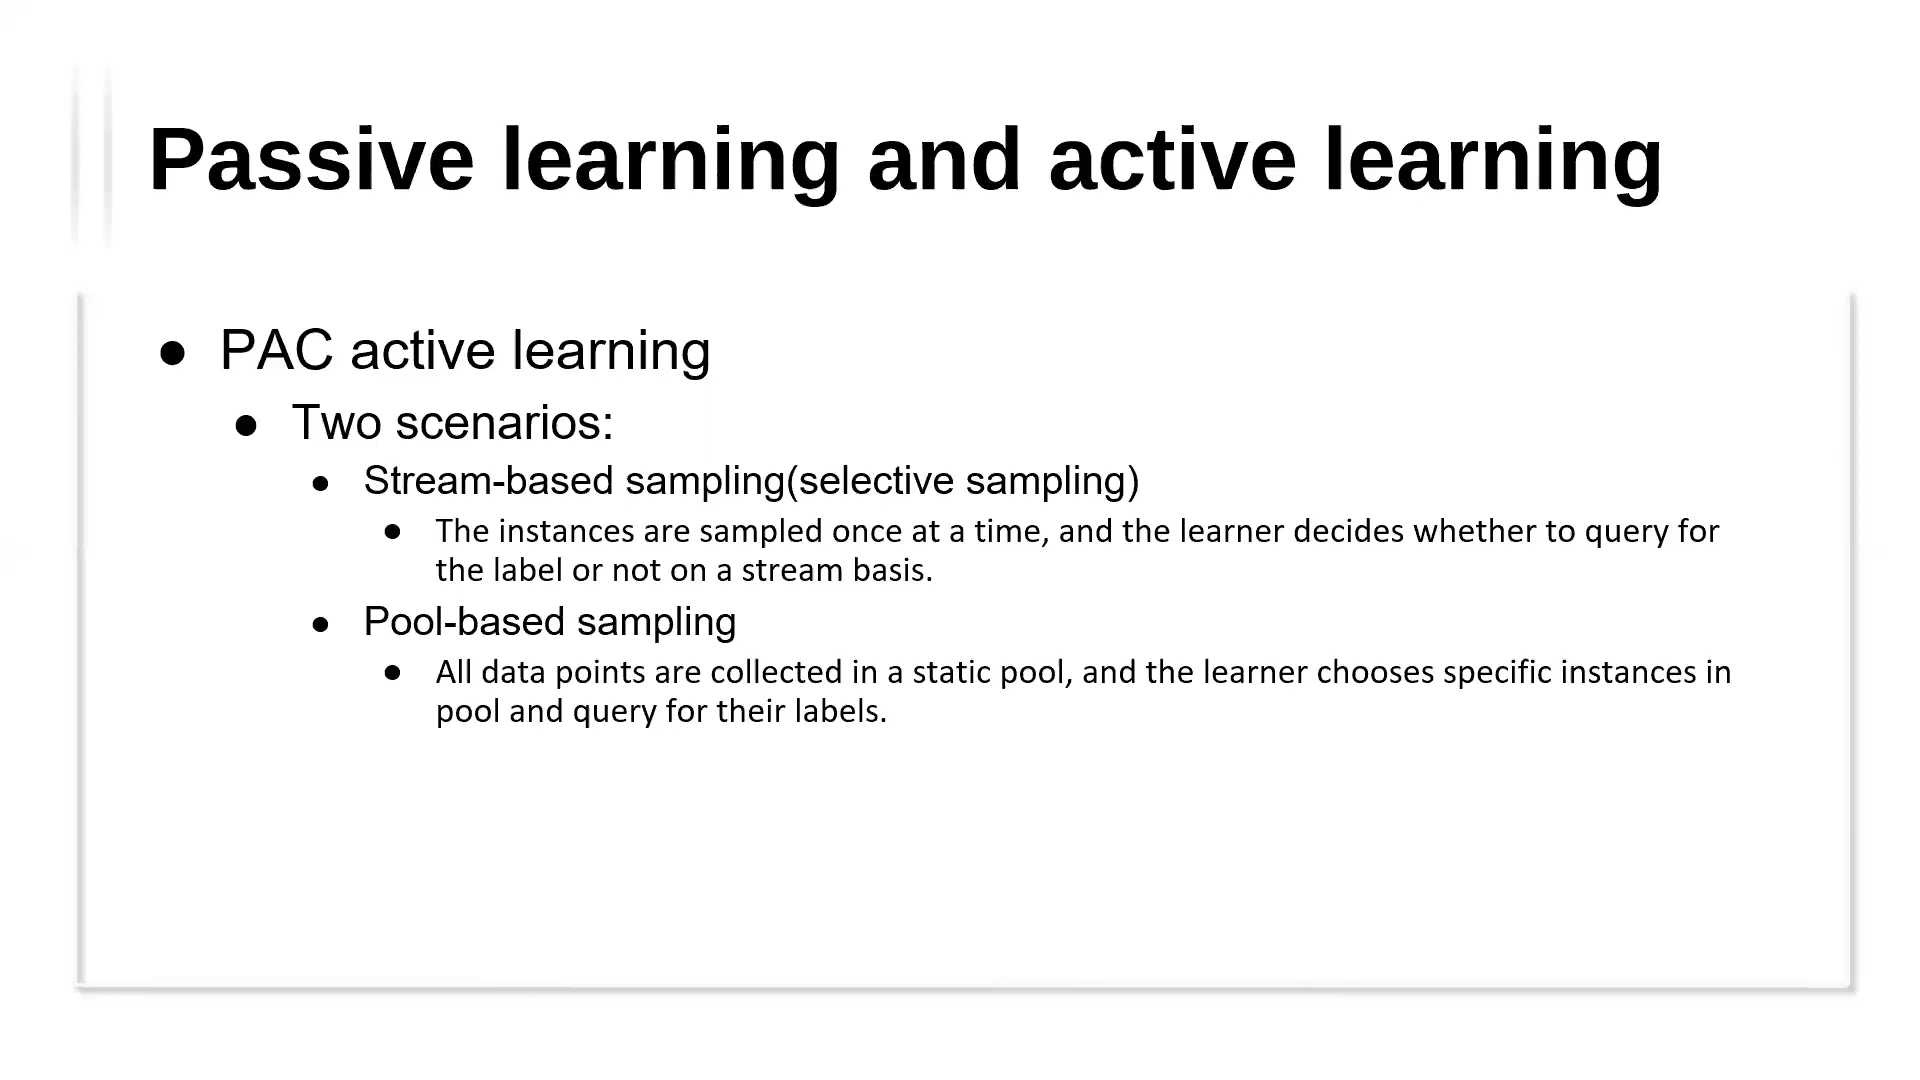 Passive learning and active learning
● PAC active learning
● Two scenarios:
● Stream-based sampling(selective sampling)
● The instances are sampled once at a time, and the learner decides whether to query for
the label or not on a stream basis.
● Pool-based sampling
● All data points are collected in a static pool, and the learner chooses specific instances in
pool and query for their labels.